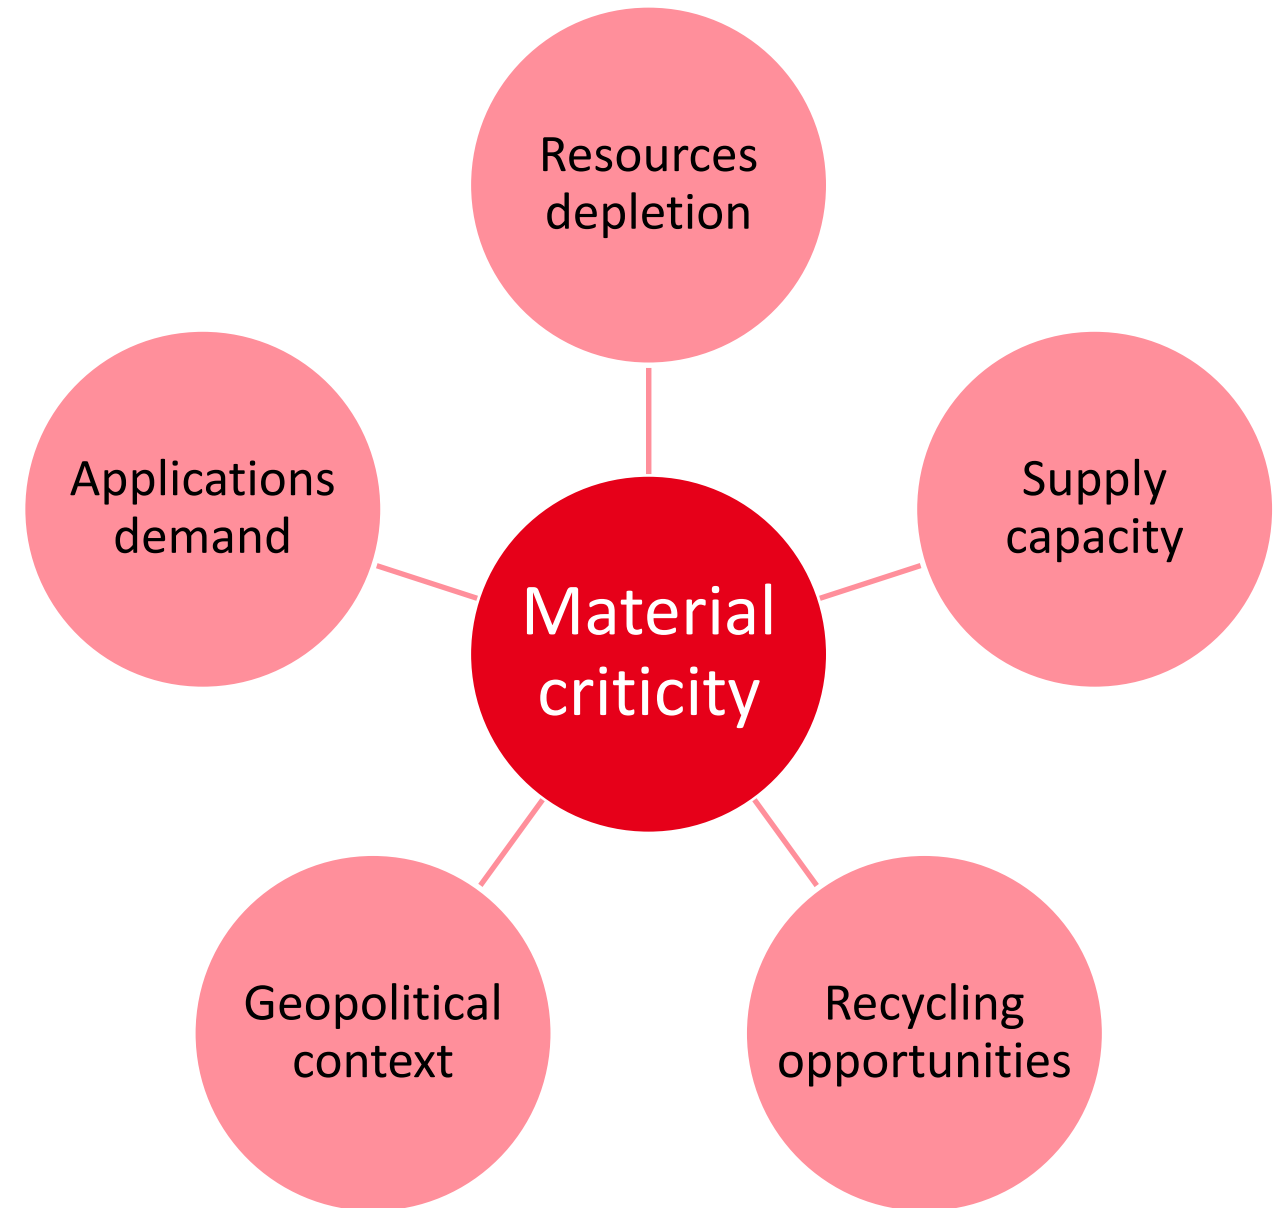 Resources
depletion
Applications
demand
Supply
capacity
Material
criticity
Geopolitical
context
Recycling
opportunities